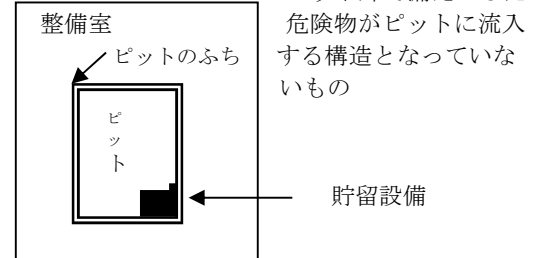 整備室
危険物がピットに流入
ピットのふち
する構造となっていな
いもの
ピット
貯留設備